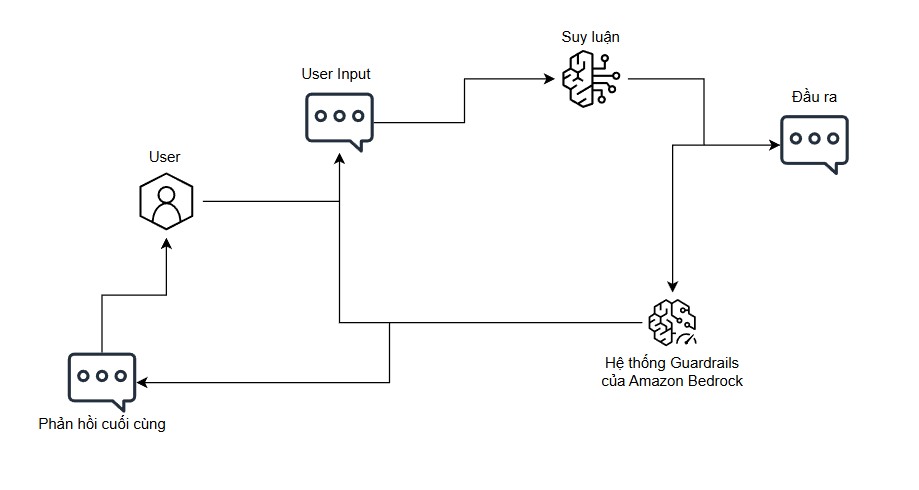 Suy luận
User Input
Đầu ra
User
Hệ thống Guardrails
của Amazon Bedrock
Phản hồi cuối cùng